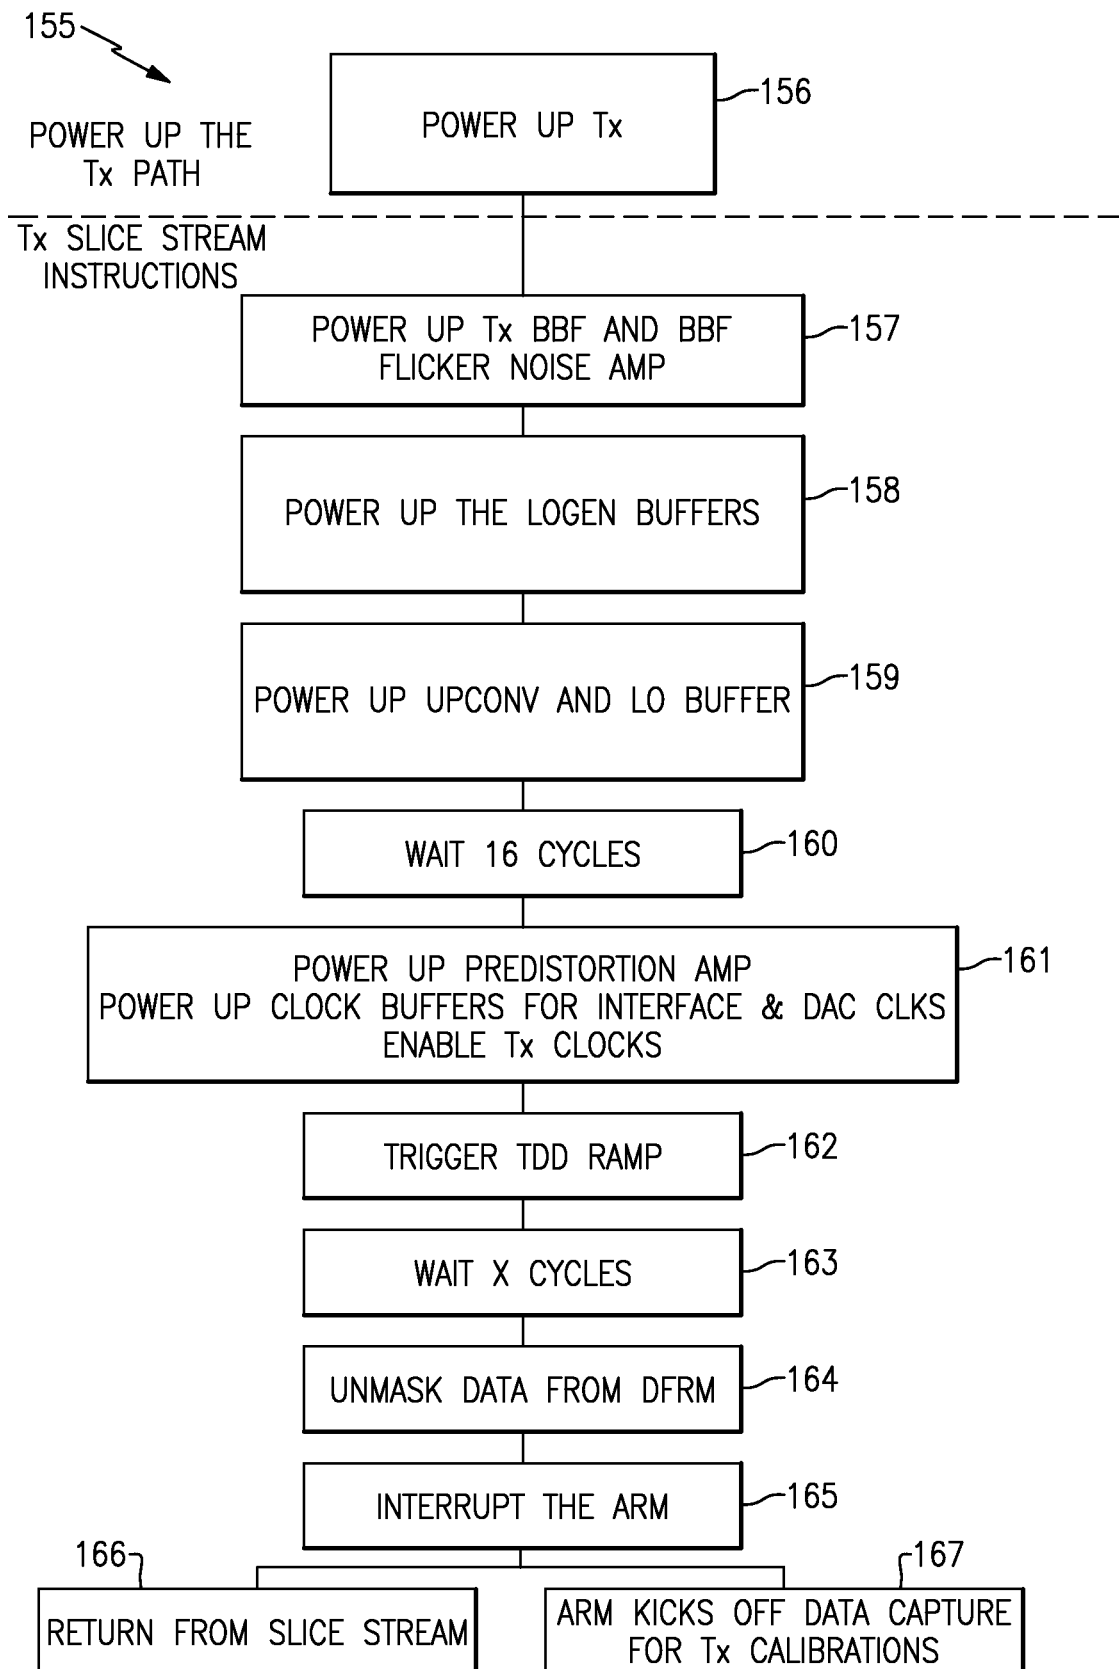 155
POWER UP THE
Tx PATH
POWER UP Tx
156
Tx SLICE STREAM
INSTRUCTIONS
POWER UP Tx BBF AND BBF
FLICKER NOISE AMP
157
POWER UP THE LOGEN BUFFERS
158
POWER UP UPCONV AND LO BUFFER
159
WAIT 16 CYCLES
160
POWER UP PREDISTORTION AMP
POWER UP CLOCK BUFFERS FOR INTERFACE & DAC CLKS
ENABLE Tx CLOCKS
161
TRIGGER TDD RAMP
162
WAIT X CYCLES
163
UNMASK DATA FROM DFRM
164
INTERRUPT THE ARM
165
166
RETURN FROM SLICE STREAM
167
ARM KICKS OFF DATA CAPTURE
FOR Tx CALIBRATIONS